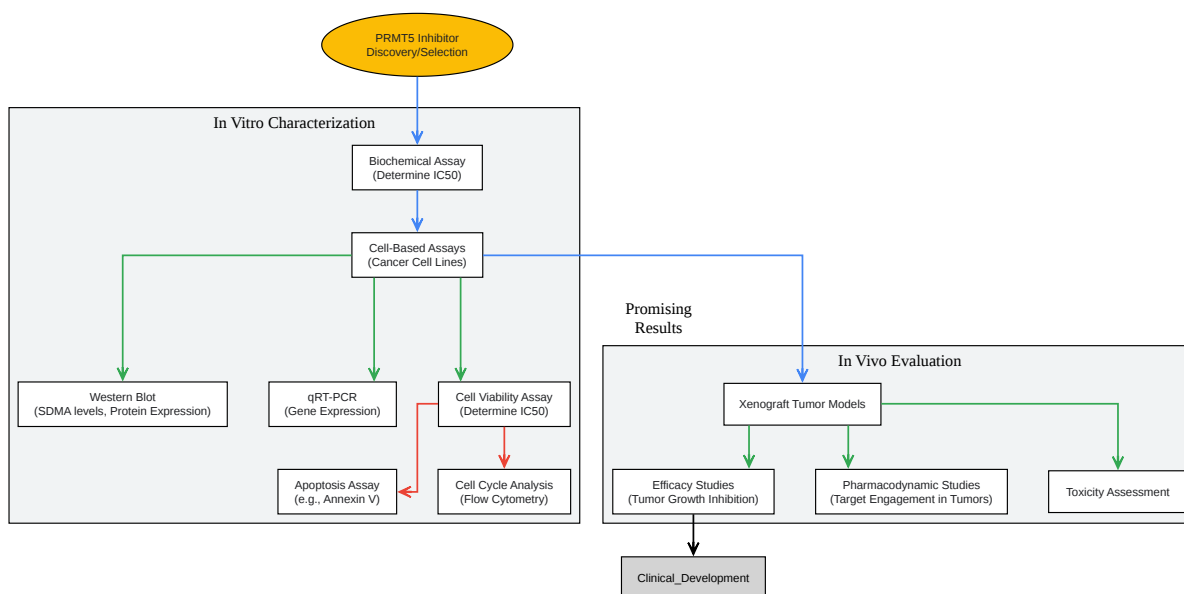 PRMT5 Inhibitor
Discovery/Selection
In Vitro Characterization
Biochemical Assay
(Determine IC50)
Cell-Based Assays
(Cancer Cell Lines)
Promising
Results
In Vivo Evaluation
Western Blot
(SDMA levels, Protein Expression)
qRT-PCR
(Gene Expression)
Cell Viability Assay
(Determine IC50)
Xenograft Tumor Models
Apoptosis Assay
(e.g., Annexin V)
Cell Cycle Analysis
(Flow Cytometry)
Efficacy Studies
(Tumor Growth Inhibition)
Pharmacodynamic Studies
(Target Engagement in Tumors)
Toxicity Assessment
Clinical_Development